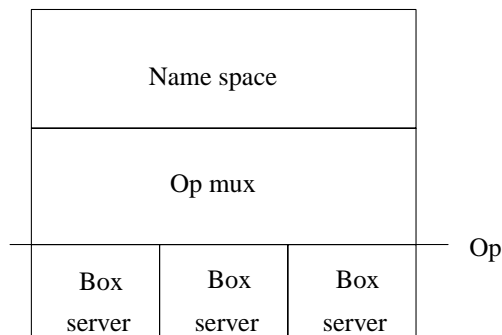 Name space
Op mux
Op
Box Box Box
server server server